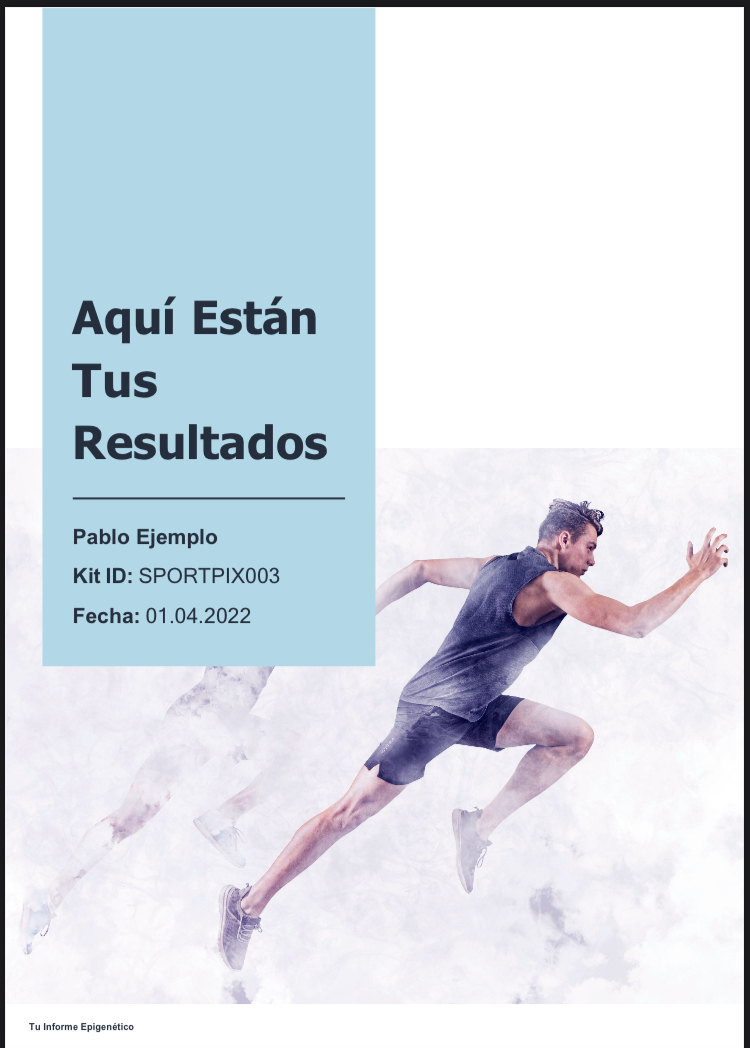 Aquí Están
Tus
Resultados
Pablo Ejemplo
Kit ID: SPORTPIX003
Fecha: 01.04.2022
Tu Informe Epigenético